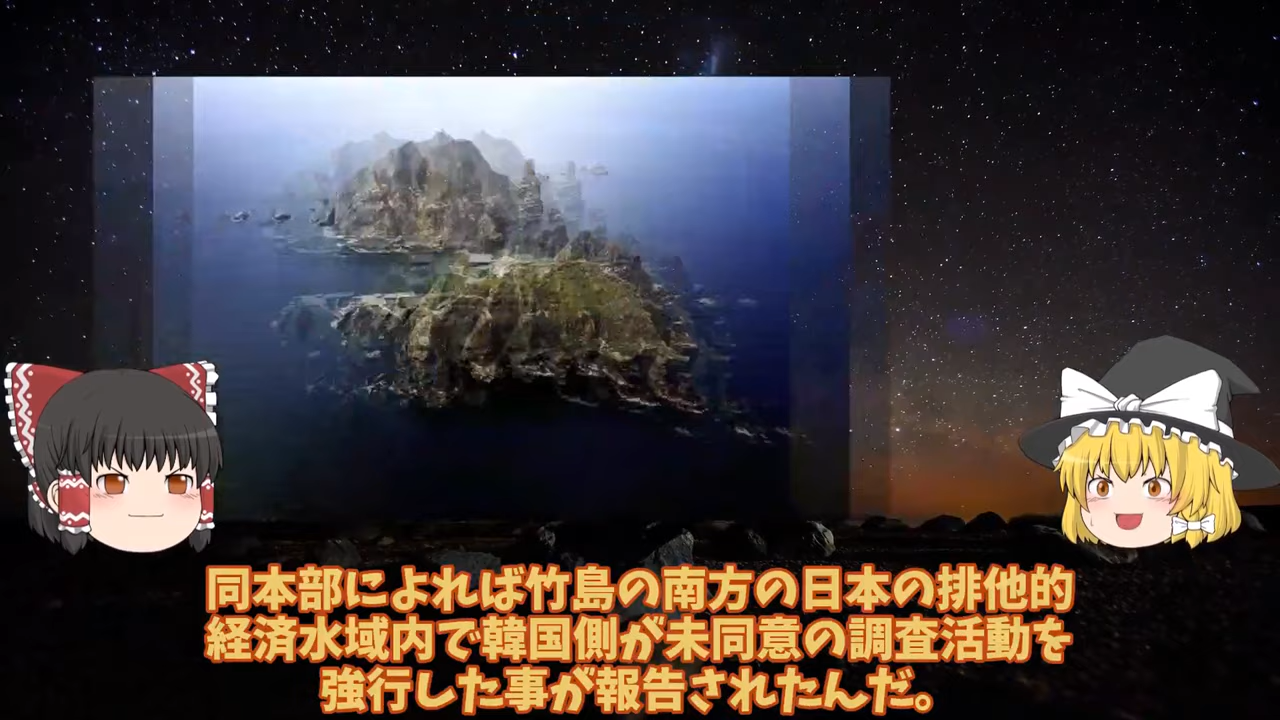 同本部によれば竹島の南方の日本の排他的
経済水域内で韓国側が未同意の調査活動を
強行した事が報告されたんだ。